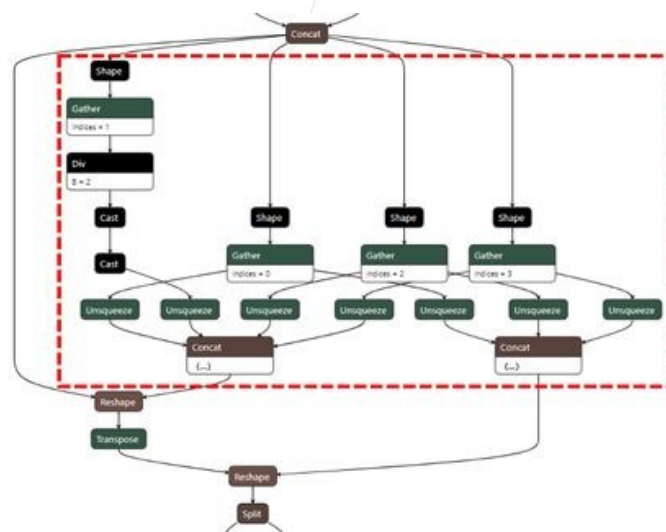 Concat
Shape
Gather
indices = 1
Div
B = 2
Cast
Shape
Shape
Shape
Cast
Gather
indices = 0
Gather
indices = 2
Gather
indices = 3
Unsqueeze
Unsqueeze
Unsqueeze
Unsqueeze
Unsqueeze
Unsqueeze
Unsqueeze
Concat
⟨...⟩
Concat
⟨...⟩
Reshape
Transpose
Reshape
Split